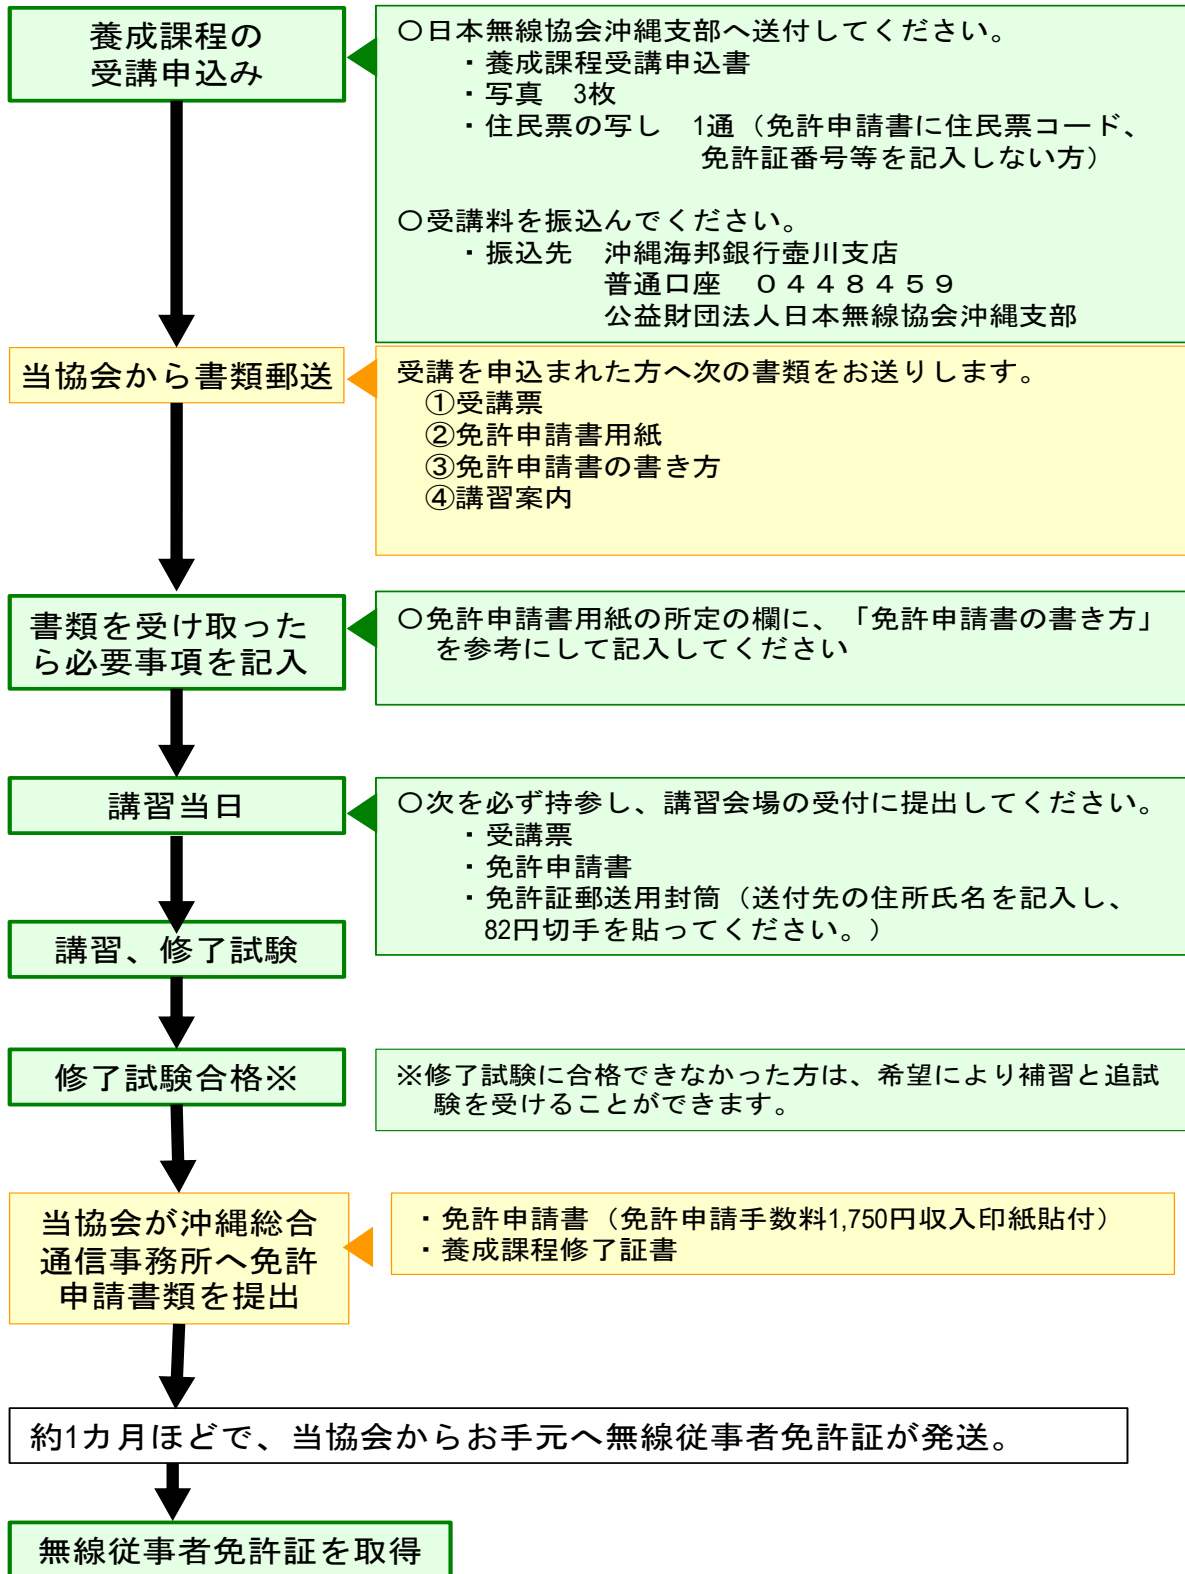 養成課程の
受講申込み
〇日本無線協会沖縄支部へ送付してください。
・養成課程受講申込書
・写真　3枚
・住民票の写し　1通（免許申請書に住民票コード、
免許証番号等を記入しない方）
〇受講料を振込んでください。
・振込先　沖縄海邦銀行壺川支店
普通口座　０４４８４５９
公益財団法人日本無線協会沖縄支部
当協会から書類郵送
受講を申込まれた方へ次の書類をお送りします。
①受講票
②免許申請書用紙
③免許申請書の書き方
④講習案内
書類を受け取った
ら必要事項を記入
〇免許申請書用紙の所定の欄に、「免許申請書の書き方」
を参考にして記入してください
講習当日
〇次を必ず持参し、講習会場の受付に提出してください。
・受講票
・免許申請書
・免許証郵送用封筒（送付先の住所氏名を記入し、
82円切手を貼ってください。）
講習、修了試験
修了試験合格※
※修了試験に合格できなかった方は、希望により補習と追試
験を受けることができます。
当協会が沖縄総合
通信事務所へ免許
申請書類を提出
・免許申請書（免許申請手数料1,750円収入印紙貼付）
・養成課程修了証書
約1カ月ほどで、当協会からお手元へ無線従事者免許証が発送。
無線従事者免許証を取得